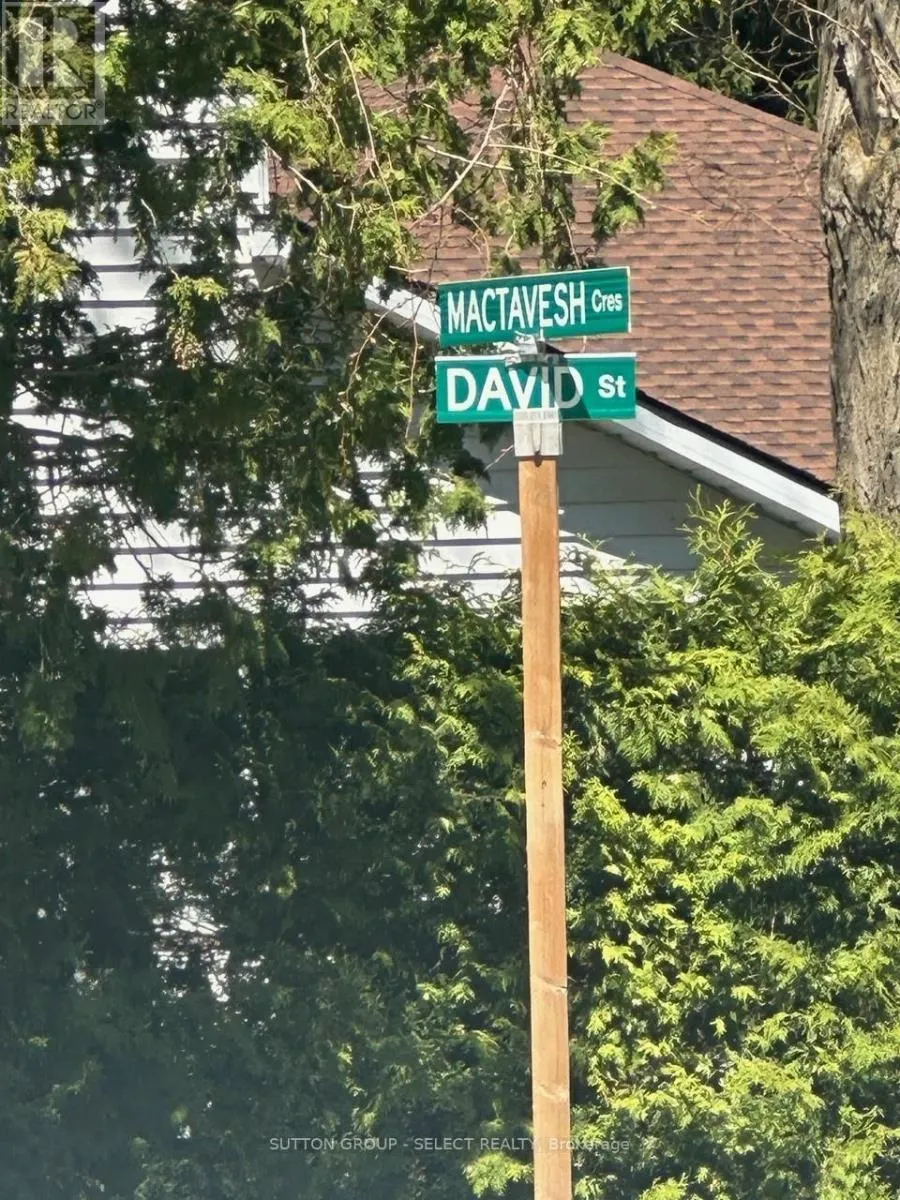 R
REALTOR®
MACTAVESH Cres
DAVID St
SUTTON GROUP - SELECT REALTY, Brokerage